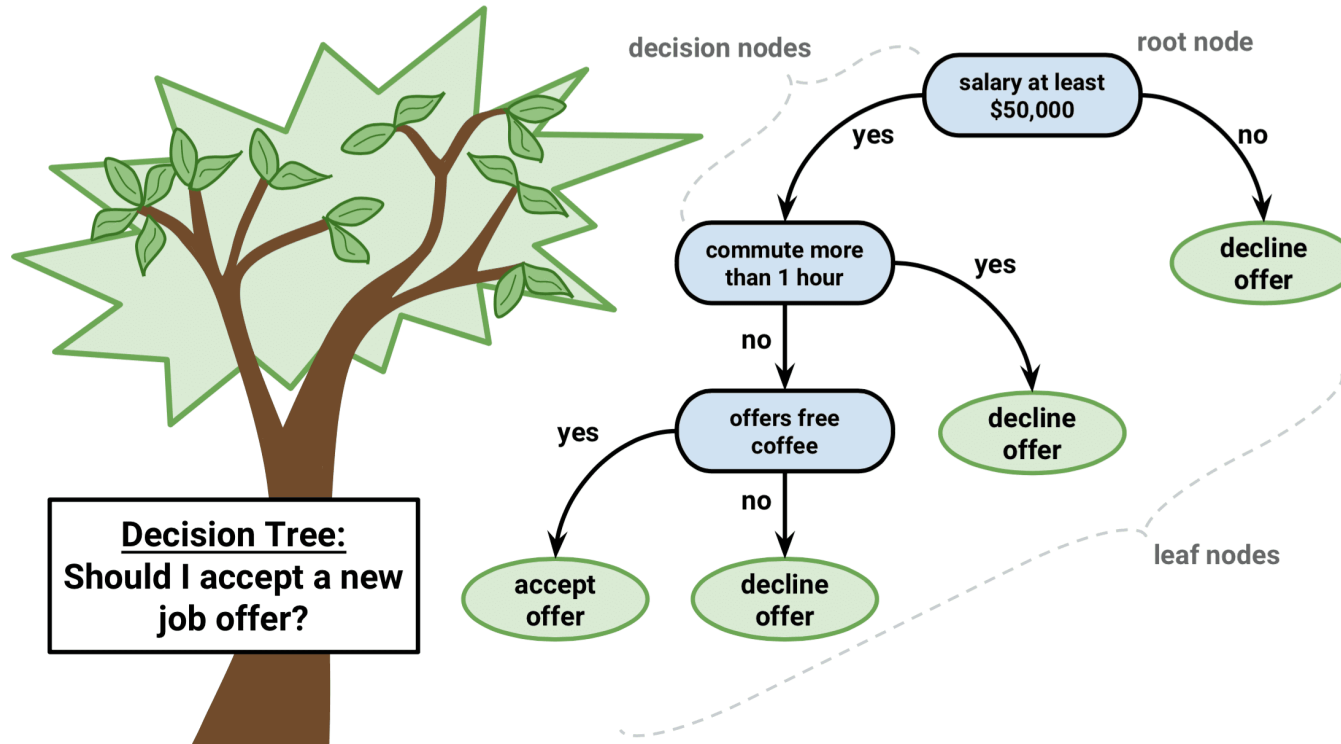 decision nodes
root node
salary at least
$50,000
yes
no
commute more
than 1 hour
yes
decline
offer
no
offers free
coffee
yes
decline
offer
no
Decision Tree:
Should I accept a new
job offer?
accept
offer
decline
offer
leaf nodes